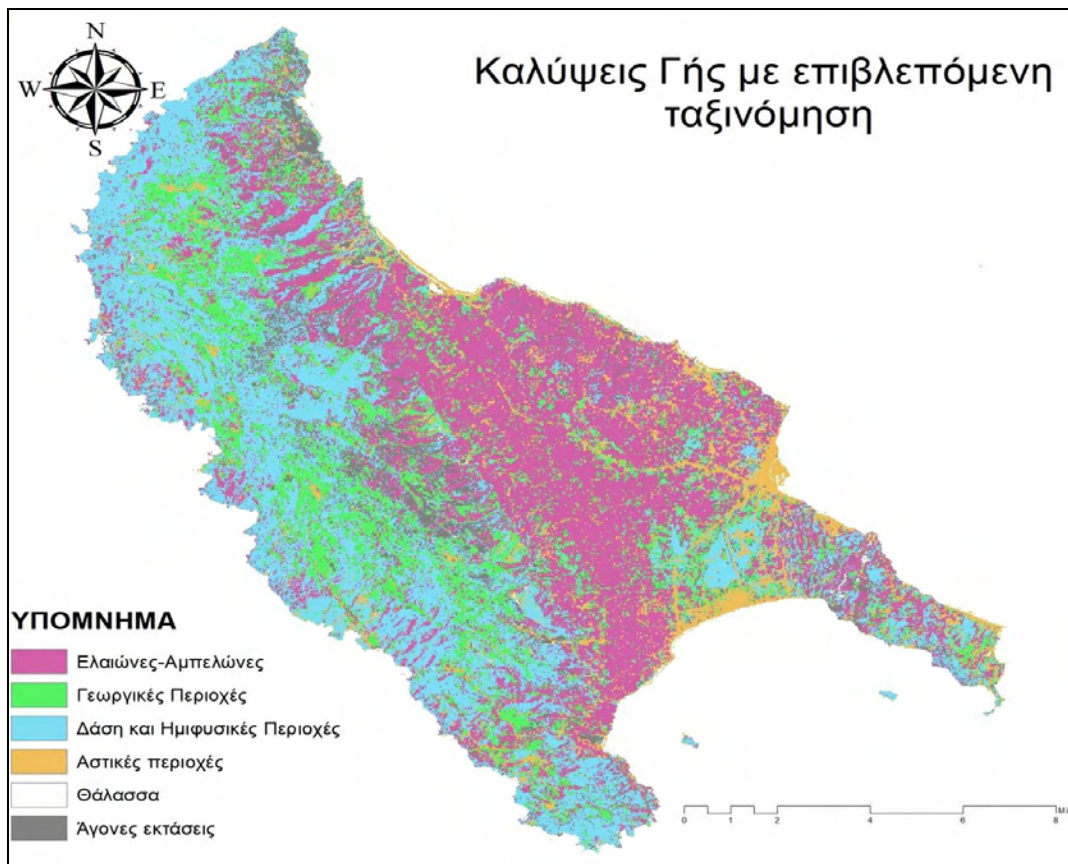 N
W E
S
Καλύψεις Γής με επιβλεπόμενη
ταξινόμηση
ΥΠΟΜΝΗΜΑ
Ελαιώνες-Αμπελώνες
Γεωργικές Περιοχές
Δάση και Ημιφυσικές Περιοχές
Αστικές περιοχές
Θάλασσα
Άγονες εκτάσεις
0 1 2 4 6 8